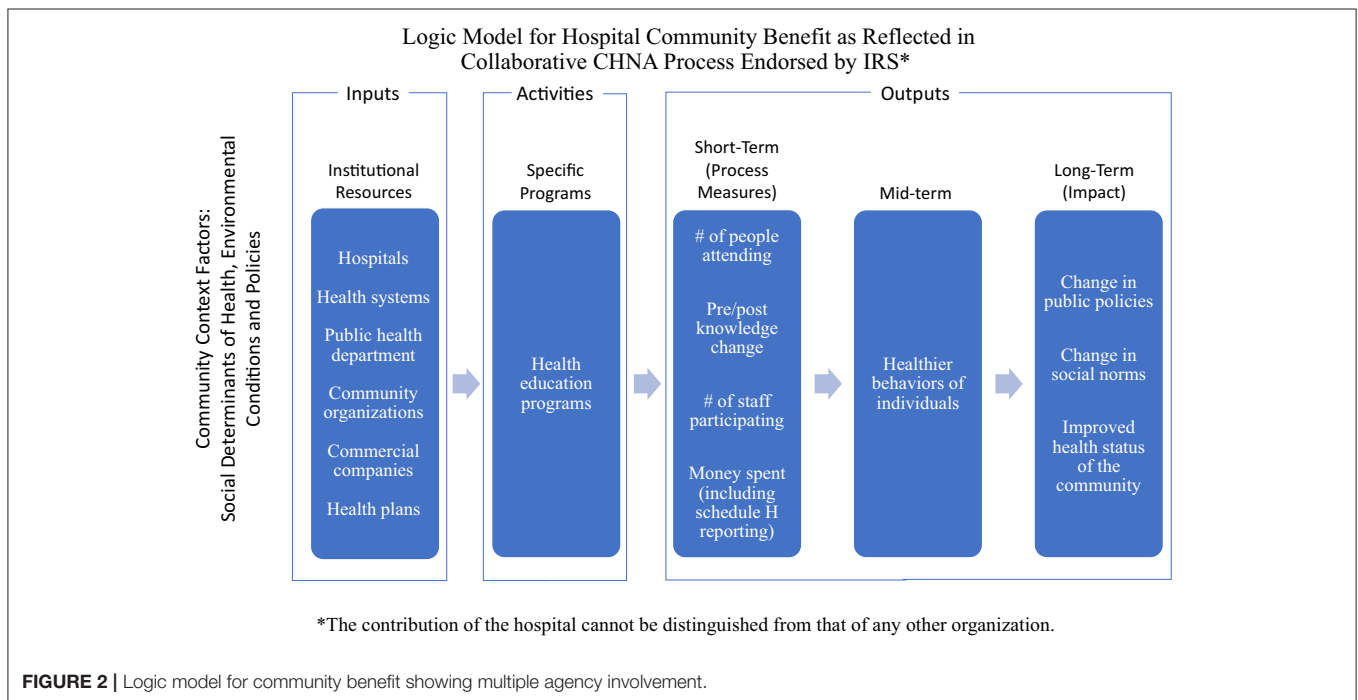 Logic Model for Hospital Community Benefit as Reflected in
Collaborative CHNA Process Endorsed by IRS*
Community Context Factors:
Social Determinants of Health, Environmental
Conditions and Policies
Inputs
Institutional
Resources
Hospitals
Health systems
Public health
department
Community
organizations
Commercial
companies
Health plans
Activities
Specific
Programs
Health
education
programs
Outputs
Short-Term
(Process
Measures)
# of people
attending
Pre/post
knowledge
change
# of staff
participating
Money spent
(including
schedule H
reporting)
Mid-term
Healthier
behaviors of
individuals
Long-Term
(Impact)
Change in
public policies
Change in
social norms
Improved
health status
of the
community
*The contribution of the hospital cannot be distinguished from that of any other organization.
FIGURE 2 | Logic model for community benefit showing multiple agency involvement.